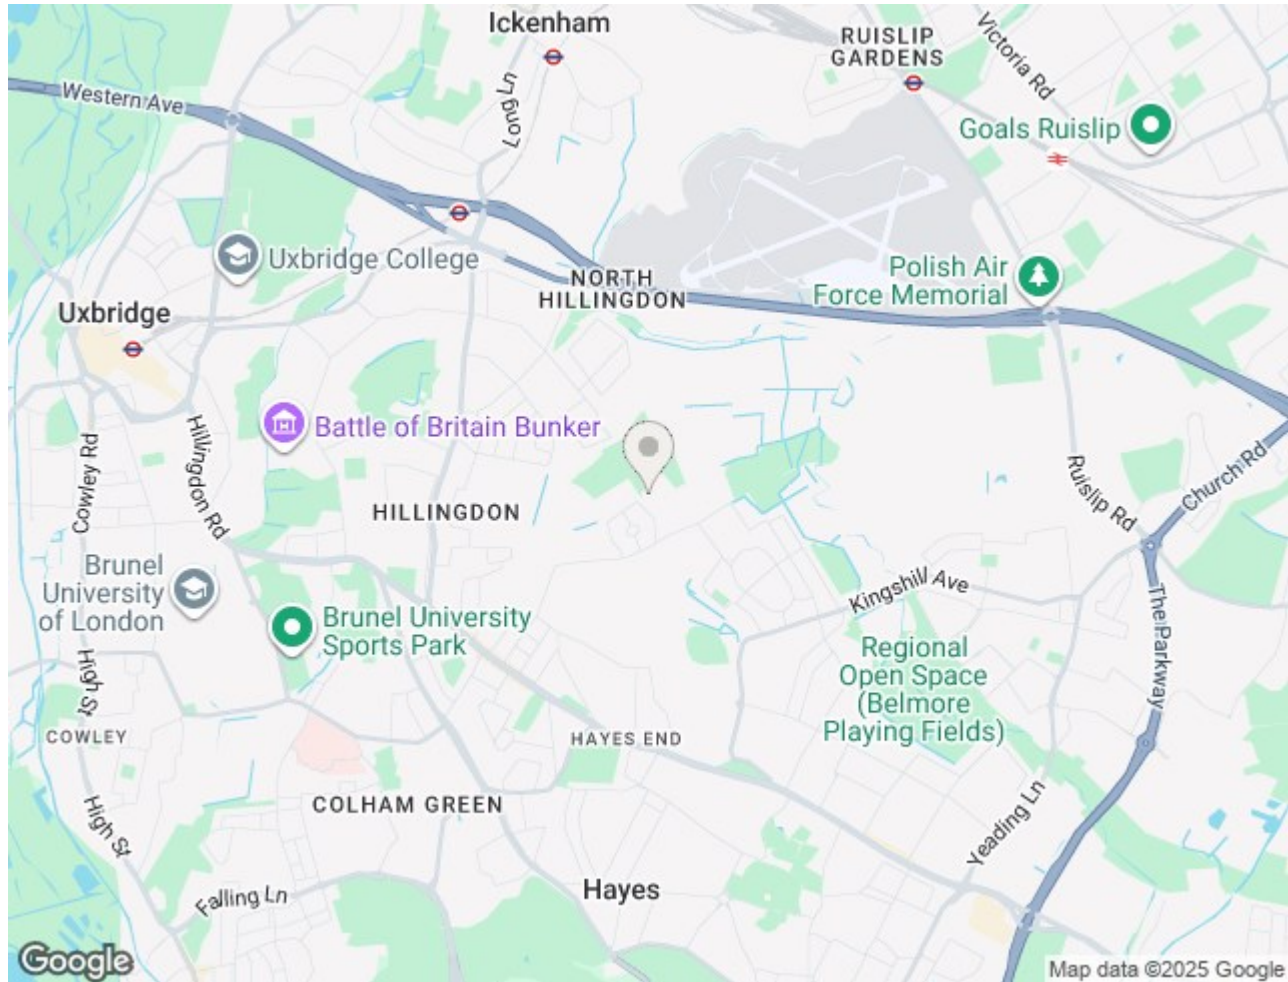 Ickenham
RUISLIP
GARDENS
Victoria Rd
Western Ave
Long Ln
Goals Ruislip
Uxbridge College
NORTH
HILLINGDON
Polish Air
Force Memorial
Uxbridge
Battle of Britain Bunker
Hillingdon Rd
Cowley Rd
HILLINGDON
Ruislip Rd
Church Rd
Brunel
University
of London
Kingshill Ave
The Parkway
Brunel University
Sports Park
Regional
Open Space
(Belmore
Playing Fields)
High St
COWLEY
HAYES END
COLHAM GREEN
High St
Yeading Ln
Falling Ln
Hayes
Google
Map data ©2025 Google